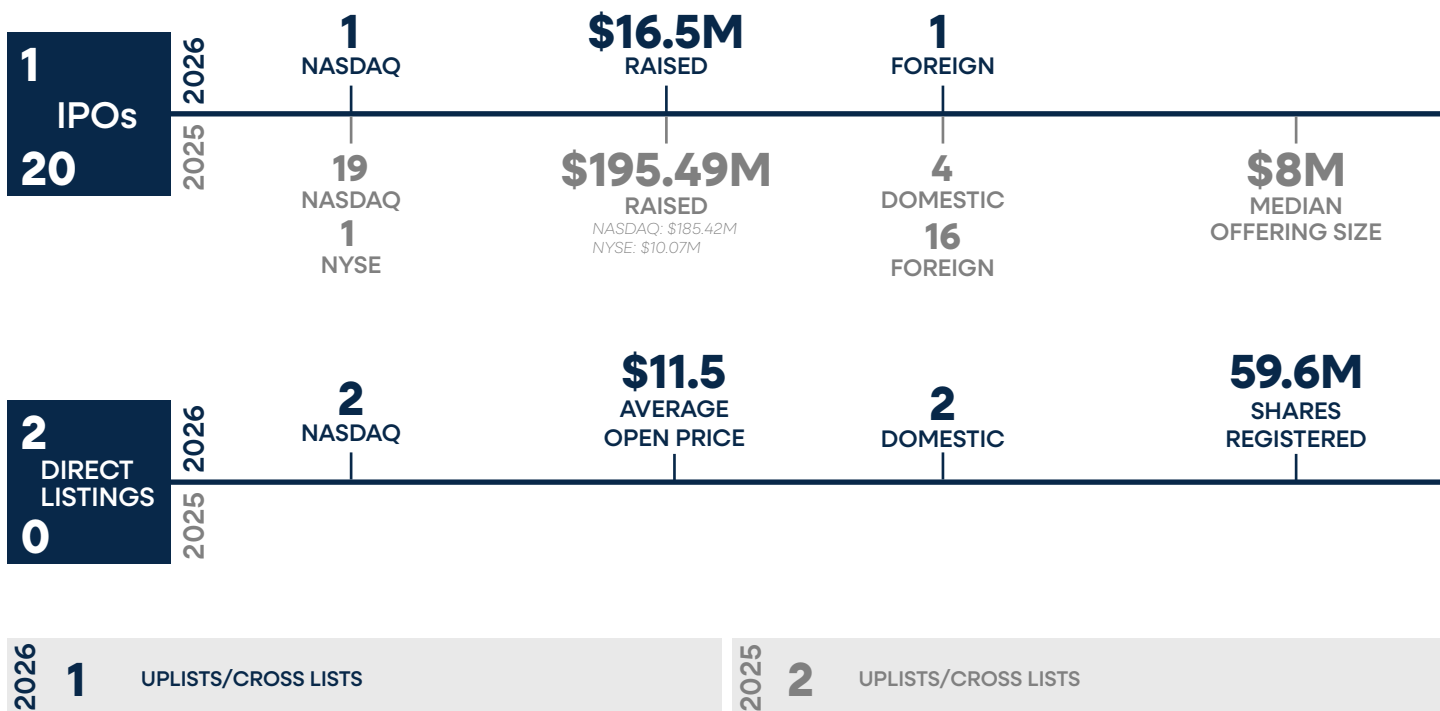 1
IPOs
20
2026
2025
1
NASDAQ
$16.5M
RAISED
1
FOREIGN
19
NASDAQ
1
NYSE
$195.49M
RAISED
NASDAQ: $185.42M
NYSE: $10.07M
4
DOMESTIC
16
FOREIGN
$8M
MEDIAN
OFFERING SIZE
2
DIRECT
LISTINGS
0
2026
2025
2
NASDAQ
$11.5
AVERAGE
OPEN PRICE
2
DOMESTIC
59.6M
SHARES
REGISTERED
2026
1
UPLISTS/CROSS LISTS
2025
2
UPLISTS/CROSS LISTS